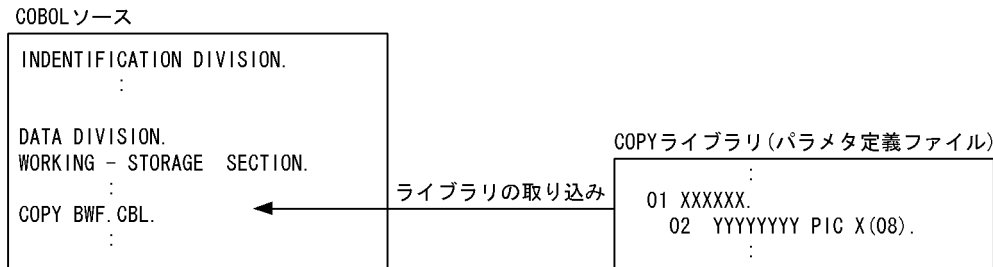 COBOLソース
INDENTIFICATION DIVISION.
:
DATA DIVISION.
WORKING - STORAGE SECTION.
:
COPY BWF.CBL.
:
ライブラリの取り込み
COPYライブラリ(パラメタ定義ファイル)
:
01 XXXXXX.
02 YYYYYYYY PIC X(08).
: